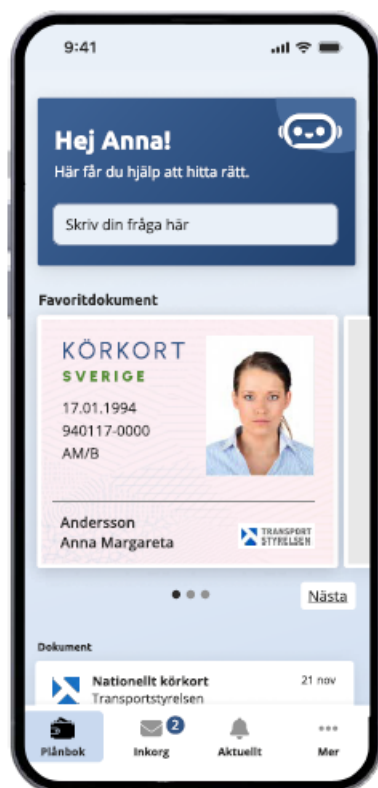 9:41
Hej Anna!
Här får du hjälp att hitta rätt.
Skriv din fråga här
Favoritdokument
KÖRKORT
SVERIGE
17.01.1994
940117-0000
AM/B
Andersson
Anna Margareta
TRANSPORT
STYRELSEN
Nästa
Dokument
Nationellt körkort
21 nov
Transportstyrelsen
2
Plånbok
Inkorg
Aktuellt
Mer